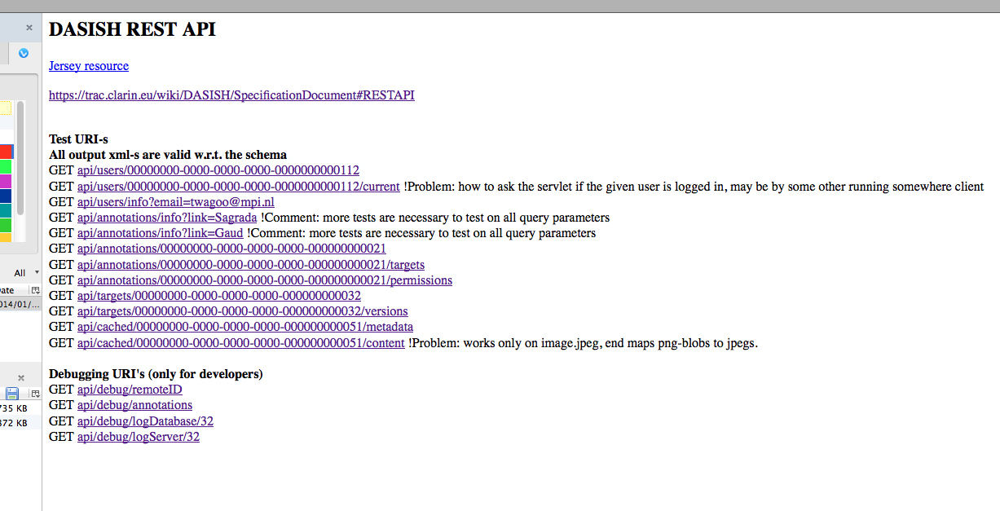 DASISH REST API
Jersey resource
https://trac.clarin.eu/wiki/DASISH/SpecificationDocument#RESTAPI
Test URI-s
All output xml-s are valid w.r.t. the schema
GET api/users/00000000-0000-0000-0000-0000000000112
GET api/users/00000000-0000-0000-0000-0000000000112/current !Problem: how to ask the servlet if the given user is logged in, may be by some other running somewhere client
GET api/users/info?email=twagoo@mpi.nl
GET api/annotations/info?link=Sagrada !Comment: more tests are necessary to test on all query parameters
GET api/annotations/info?link=Gaud !Comment: more tests are necessary to test on all query parameters
GET api/annotations/00000000-0000-0000-0000-000000000021
GET api/annotations/00000000-0000-0000-0000-000000000021/targets
GET api/annotations/00000000-0000-0000-0000-000000000021/permissions
GET api/targets/00000000-0000-0000-0000-000000000032
GET api/targets/00000000-0000-0000-0000-000000000032/versions
GET api/cached/00000000-0000-0000-0000-000000000051/metadata
GET api/cached/00000000-0000-0000-0000-000000000051/content !Problem: works only on image.jpeg, end maps png-blobs to jpegs.
Debugging URI's (only for developers)
GET api/debug/remoteID
GET api/debug/annotations
GET api/debug/logDatabase/32
GET api/debug/logServer/32
All
ate
014/01/...
735 KB
372 KB